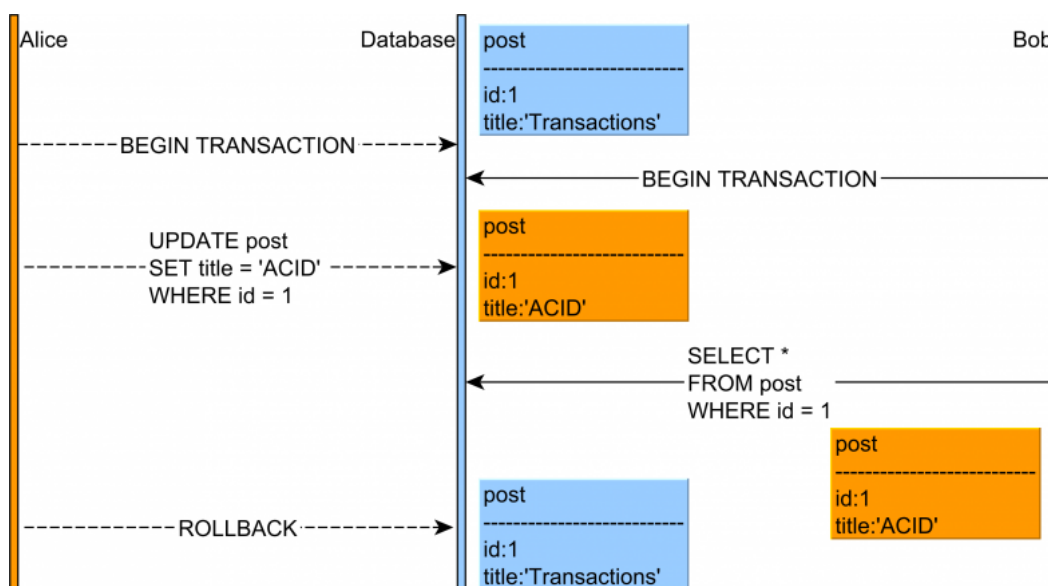 Alice
Database
Bob
post
--------------------------
id:1
title:'Transactions'
BEGIN TRANSACTION
BEGIN TRANSACTION
UPDATE post
SET title = 'ACID'
WHERE id = 1
post
--------------------------
id:1
title:'ACID'
SELECT *
FROM post
WHERE id = 1
post
--------------------------
id:1
title:'ACID'
ROLLBACK
post
--------------------------
id:1
title:'Transactions'